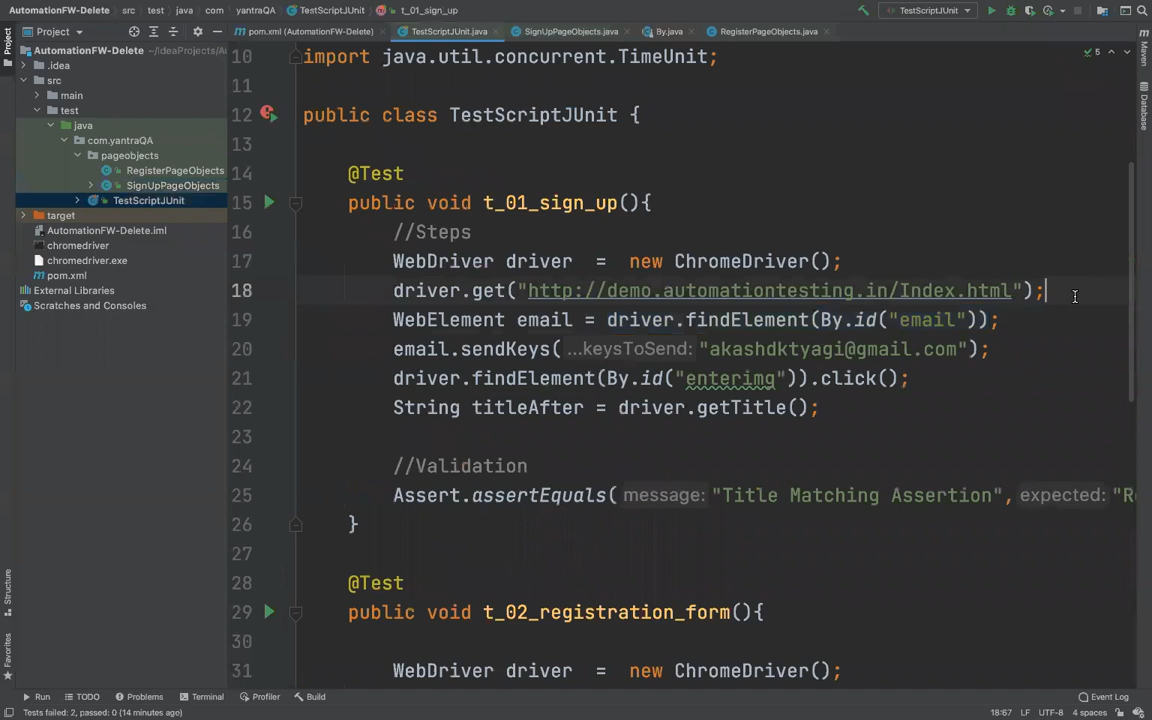 AutomationFW-Delete src test java com yantraQA TestScriptJUnit t_01_sign_up TestScriptJUnit
Project pom.xml (AutomationFW-Delete) TestScriptJUnit.java SignUpPageObjects.java By.java RegisterPageObjects.java
Project
Structure
Favorites
AutomationFW-Delete ~/IdeaProjects/Au
.idea
src
main
test
java
com.yantraQA
pageobjects
RegisterPageObjects
SignUpPageObjects
TestScriptJUnit
target
AutomationFW-Delete.iml
chromedriver
chromedriver.exe
pom.xml
External Libraries
Scratches and Consoles
10 import java.util.concurrent.TimeUnit;
11
12 public class TestScriptJUnit {
13
14 @Test
15 public void t_01_sign_up(){
16 //Steps
17 WebDriver driver = new ChromeDriver();
18 driver.get("http://demo.automationtesting.in/Index.html");
19 WebElement email = driver.findElement(By.id("email"));
20 email.sendKeys( ...keysToSend: "akashdktyagi@gmail.com");
21 driver.findElement(By.id("enterimg")).click();
22 String titleAfter = driver.getTitle();
23
24 //Validation
25 Assert.assertEquals( message: "Title Matching Assertion", expected: "R
26 }
27
28 @Test
29 public void t_02_registration_form(){
30
31 WebDriver driver = new ChromeDriver();
5
Maven
Database
Run TODO Problems Terminal Profiler Build Event Log
Tests failed: 2, passed: 0 (14 minutes ago) 18:67 LF UTF-8 4 spaces